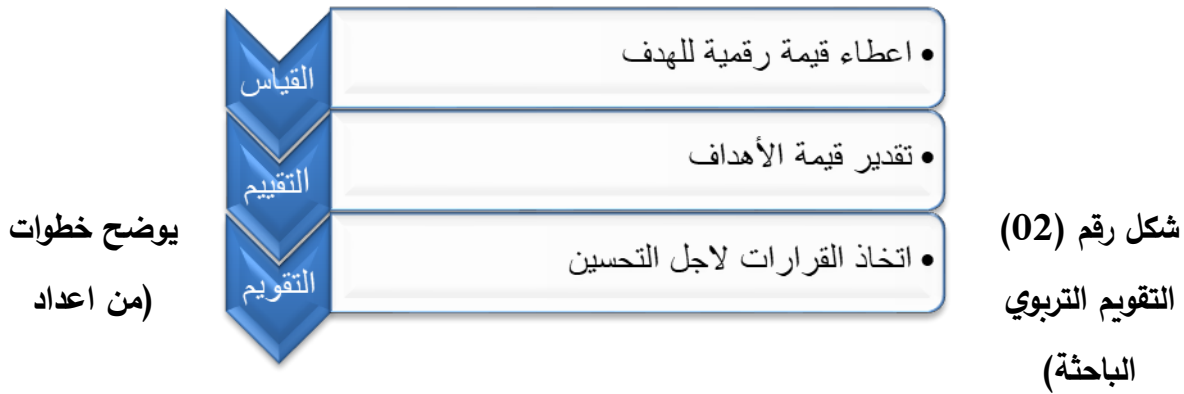 القياس
• اعطاء قيمة رقمية للهدف
التقييم
• تقدير قيمة الأهداف
التقويم
• اتخاذ القرارات لاجل التحسين
شكل رقم (02) يوضح خطوات
التقويم التربوي (من اعداد
الباحثة)